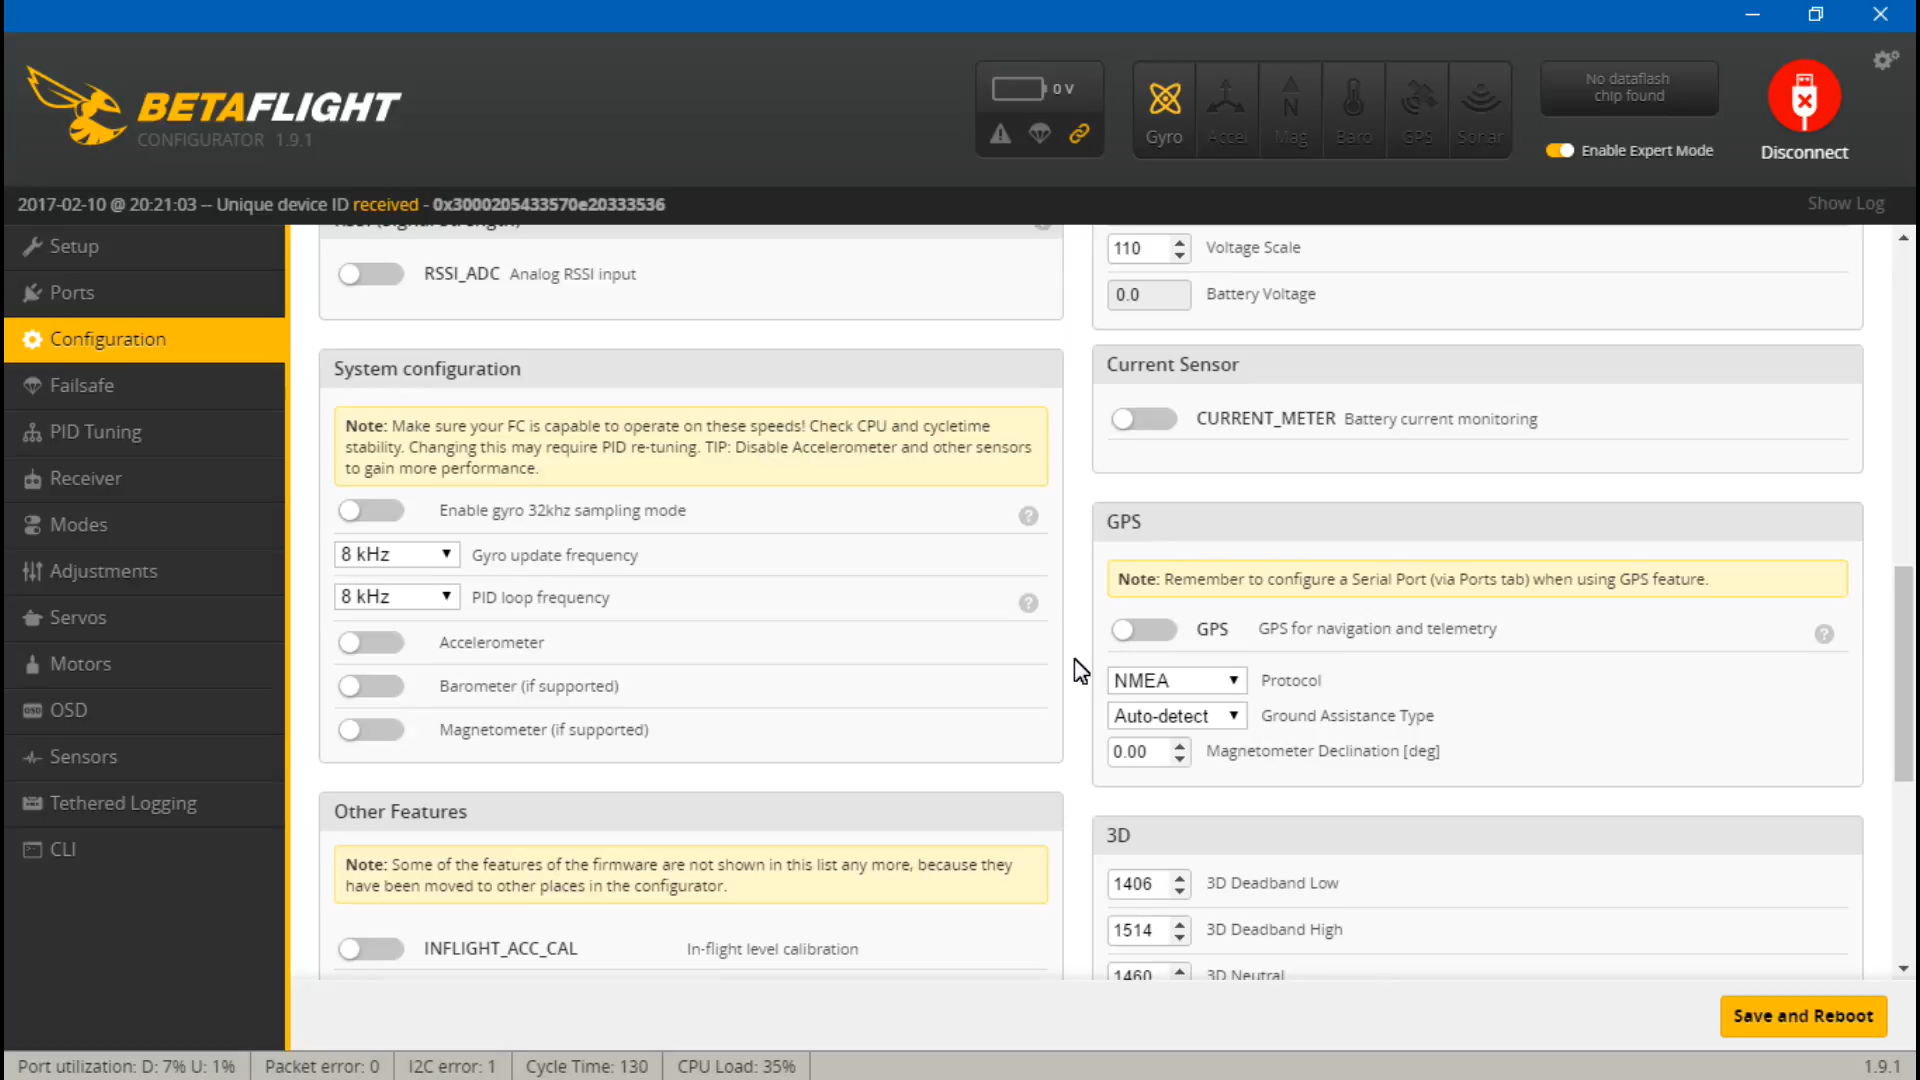 BETAFLIGHT
CONFIGURATOR 1.9.1
0 V
Gyro
Accel
Mag
Baro
GPS
Sonar
No dataflash
chip found
Enable Expert Mode
Disconnect
2017-02-10 @ 20:21:03 -- Unique device ID received - 0x3000205433570e20333536
Show Log
Setup
Ports
Configuration
Failsafe
PID Tuning
Receiver
Modes
Adjustments
Servos
Motors
OSD
Sensors
Tethered Logging
CLI
RSSI (Signal Strength)
RSSI_ADC Analog RSSI input
System configuration
Note: Make sure your FC is capable to operate on these speeds! Check CPU and cycletime
stability. Changing this may require PID re-tuning. TIP: Disable Accelerometer and other sensors
to gain more performance.
Enable gyro 32khz sampling mode
8 kHz Gyro update frequency
8 kHz PID loop frequency
Accelerometer
Barometer (if supported)
Magnetometer (if supported)
Other Features
Note: Some of the features of the firmware are not shown in this list any more, because they
have been moved to other places in the configurator.
INFLIGHT_ACC_CAL In-flight level calibration
110 Voltage Scale
0.0 Battery Voltage
Current Sensor
CURRENT_METER Battery current monitoring
GPS
Note: Remember to configure a Serial Port (via Ports tab) when using GPS feature.
GPS GPS for navigation and telemetry
NMEA Protocol
Auto-detect Ground Assistance Type
0.00 Magnetometer Declination [deg]
3D
1406 3D Deadband Low
1514 3D Deadband High
1460 3D Neutral
Save and Reboot
Port utilization: D: 7% U: 1% Packet error: 0 I2C error: 1 Cycle Time: 130 CPU Load: 35% 1.9.1